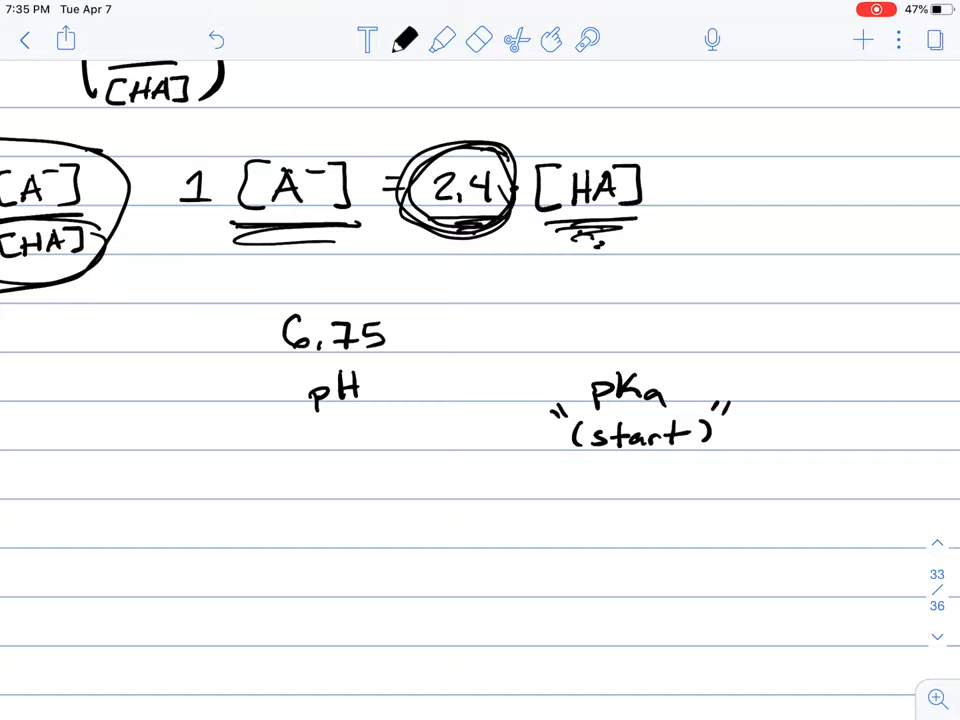 7:35 PM Tue Apr 7 47%
T
[HA]
[A⁻] 1 [A⁻] = 2.4 · [HA]
[HA]
6.75
pH pKa
"(start)"
33
/
36